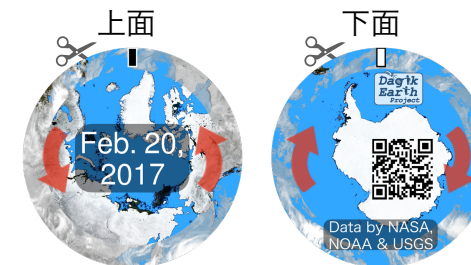 上面
下面
Feb. 20,
2017
Dagik
Earth
Project
Data by NASA,
NOAA & USGS